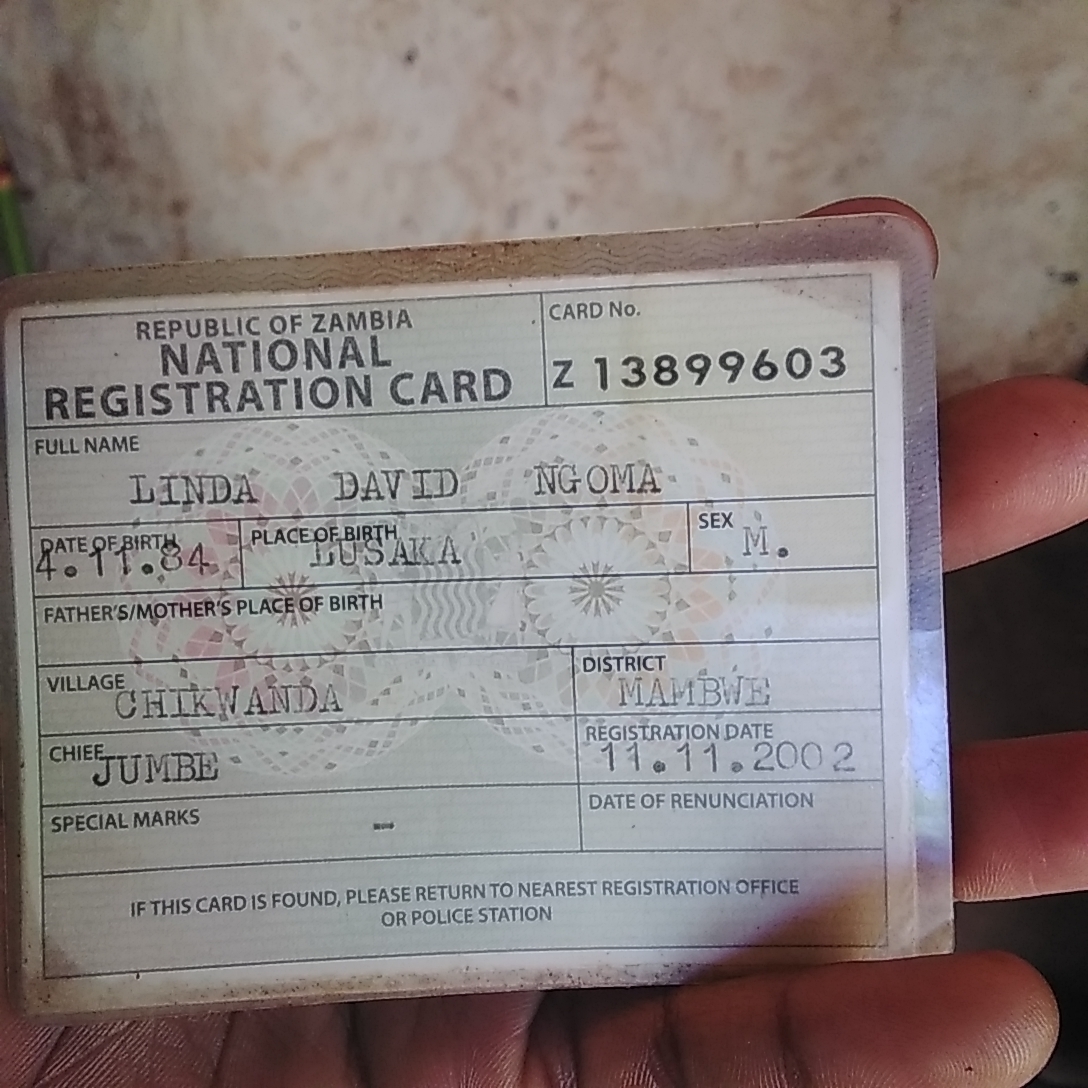 REPUBLIC OF ZAMBIA
NATIONAL
REGISTRATION CARD
CARD No.
Z 13899603
FULL NAME
LINDA DAVID NGOMA
DATE OF BIRTH
4.11.84
PLACE OF BIRTH
LUSAKA
SEX
M.
FATHER'S/MOTHER'S PLACE OF BIRTH
VILLAGE
CHIKWANDA
DISTRICT
MAMBWE
CHIEF
JUMBE
REGISTRATION DATE
11.11.2002
SPECIAL MARKS
-
DATE OF RENUNCIATION
IF THIS CARD IS FOUND, PLEASE RETURN TO NEAREST REGISTRATION OFFICE
OR POLICE STATION